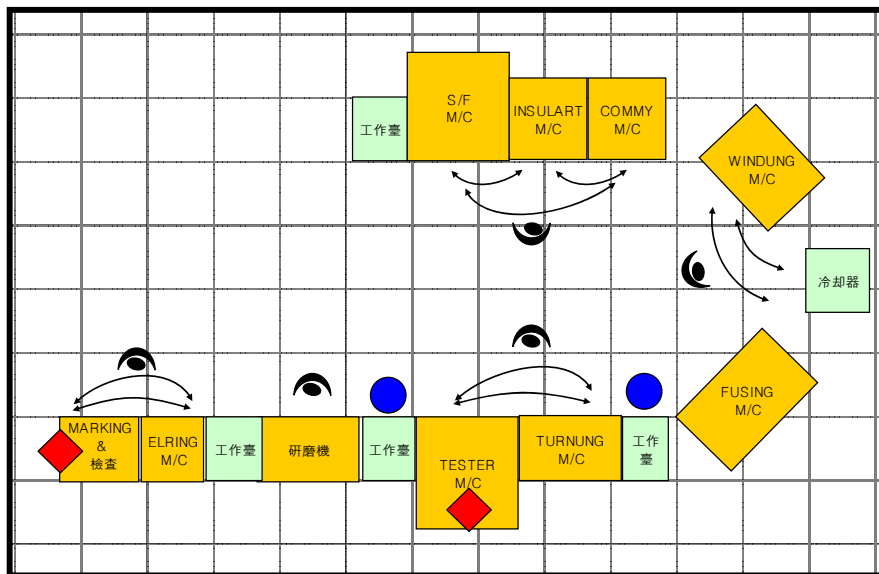 工作臺
S/F
M/C
INSULART
M/C
COMMY
M/C
WINDUNG
M/C
冷却器
FUSING
M/C
MARKING
&
檢查
ELRING
M/C
工作臺
研磨機
工作臺
TESTER
M/C
TURNUNG
M/C
工作
臺